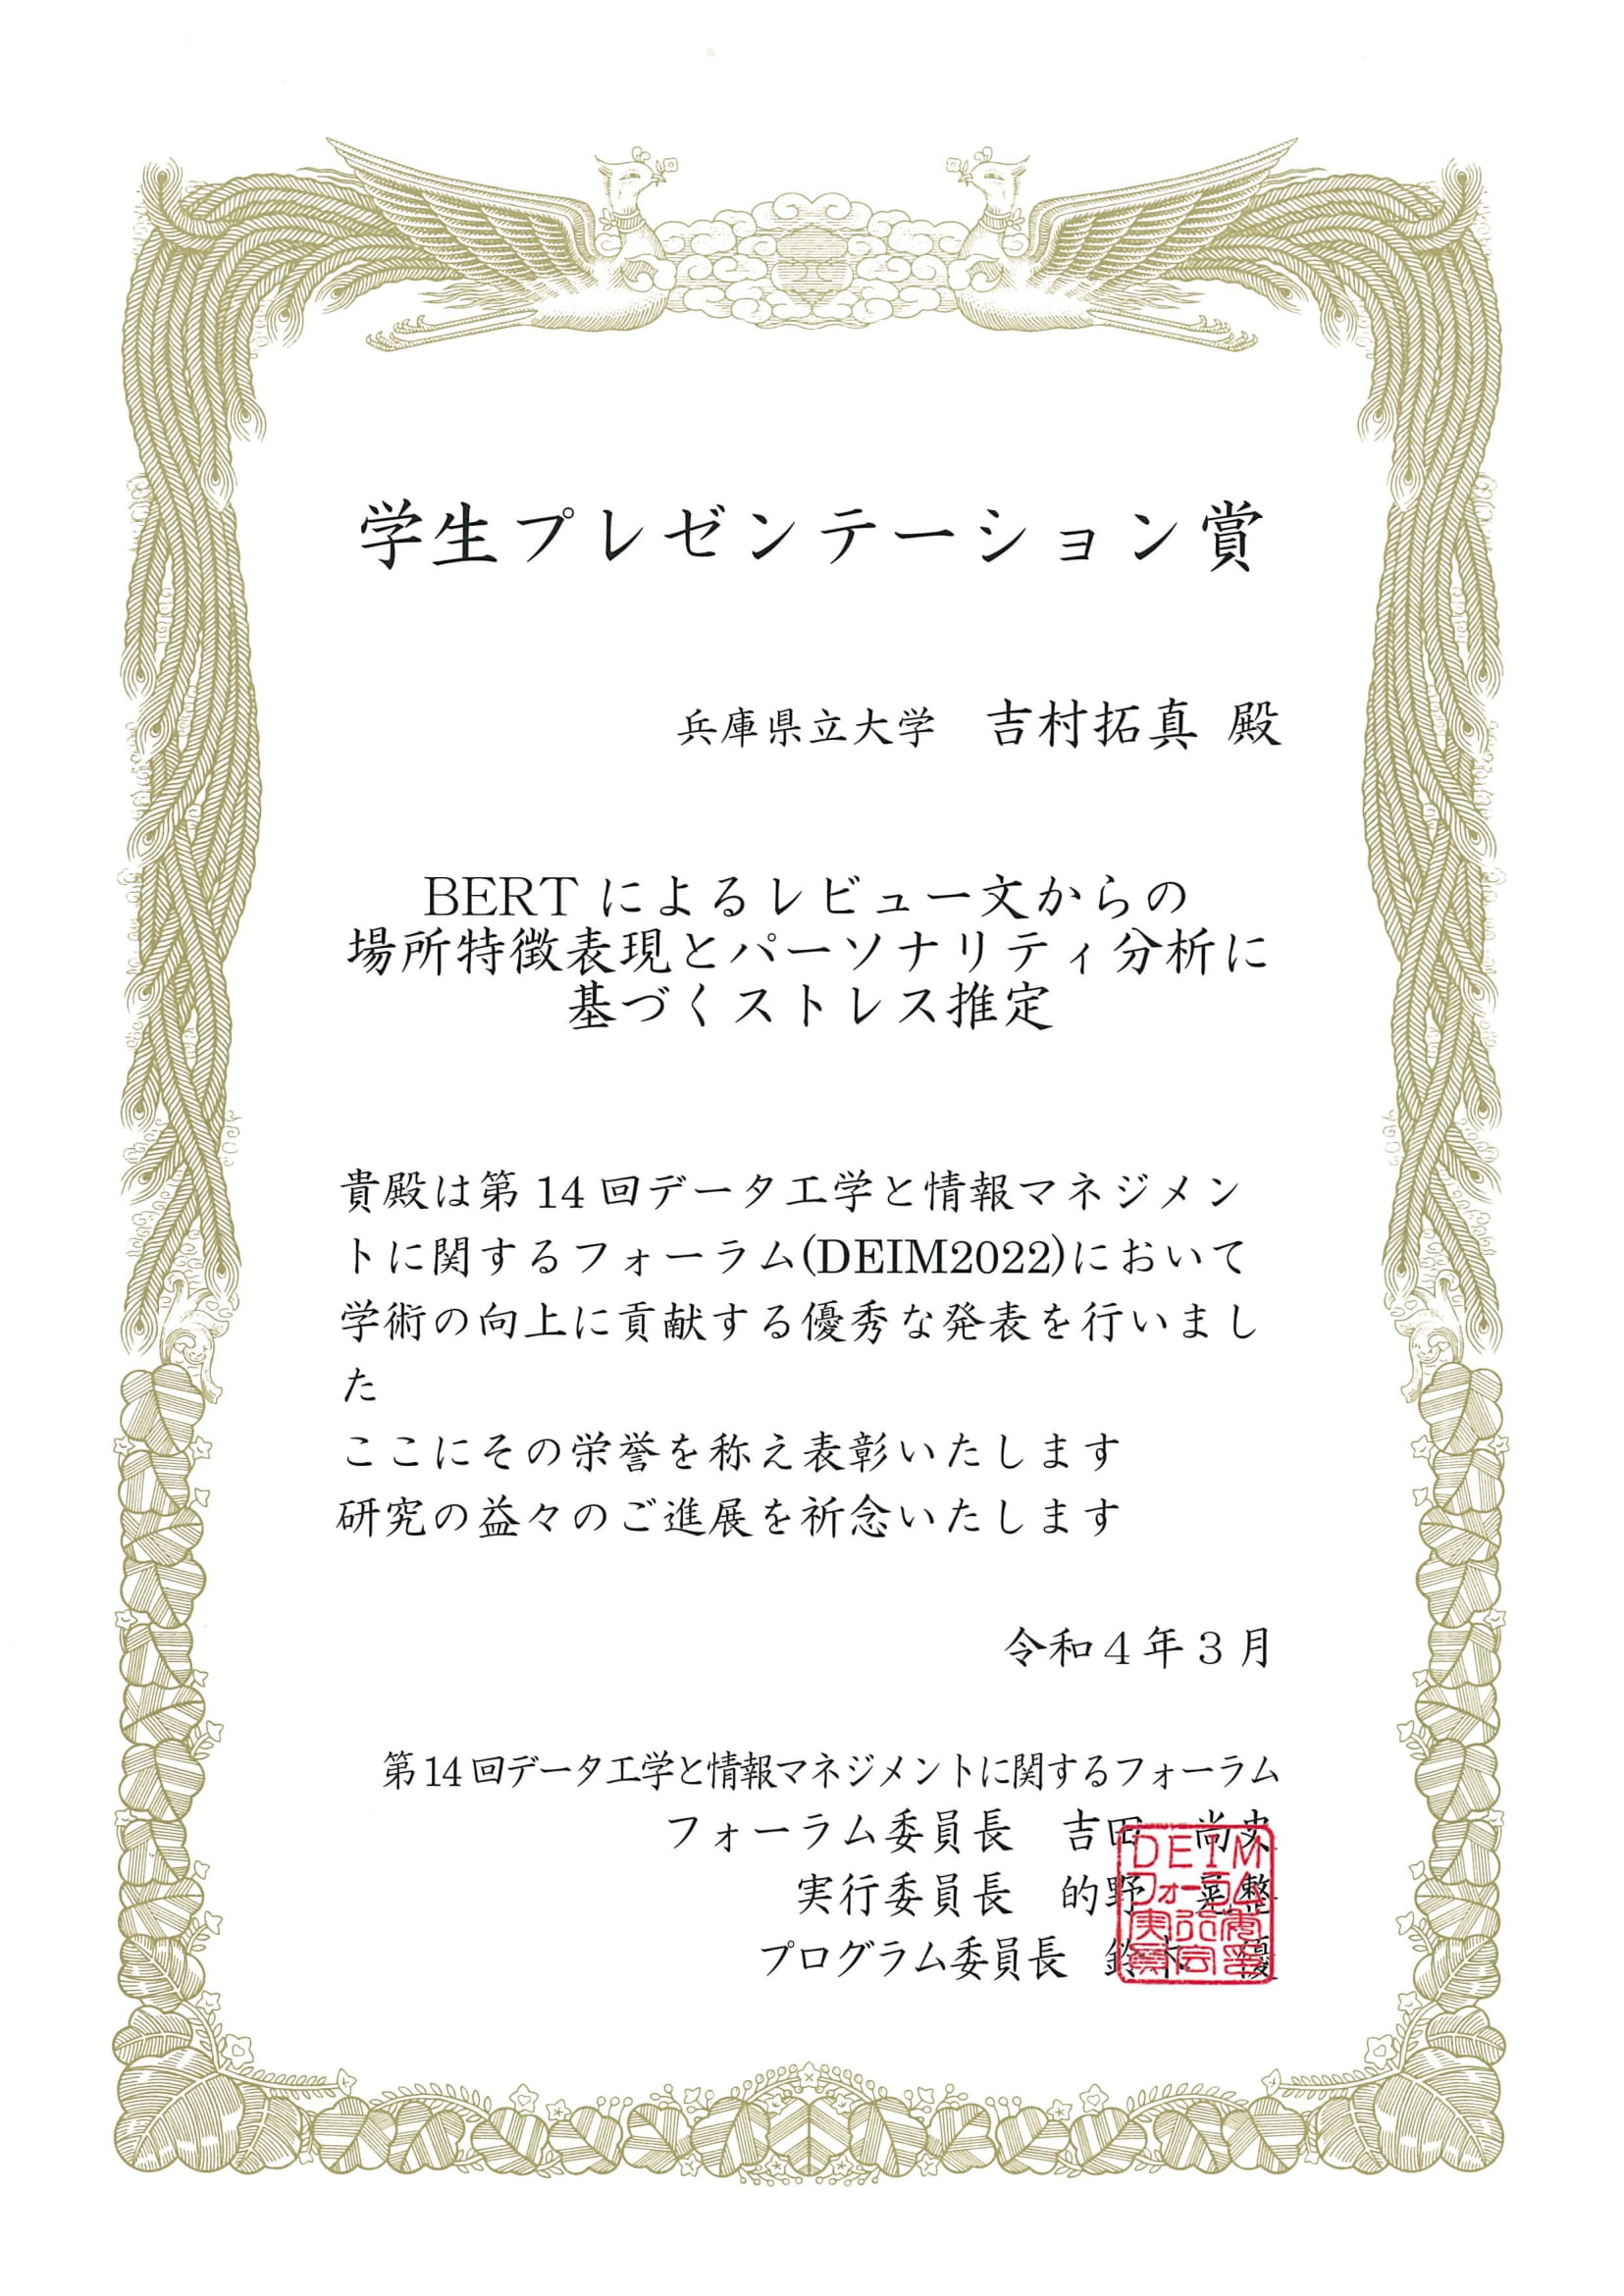 学生プレゼンテーション賞
兵庫県立大学 吉村拓真 殿
BERT によるレビュー文からの
場所特徴表現とパーソナリティ分析に
基づくストレス推定
貴殿は第 14 回データ工学と情報マネジメン
トに関するフォーラム(DEIM2022)において
学術の向上に貢献する優秀な発表を行いまし
た
ここにその栄誉を称え表彰いたします
研究の益々のご進展を祈念いたします
令和４年３月
第14回データ工学と情報マネジメントに関するフォーラム
フォーラム委員長 吉田 尚史
実行委員長 的野 晃整
プログラム委員長 鈴木 優
DEIM
フォーラム
実行委
員会印